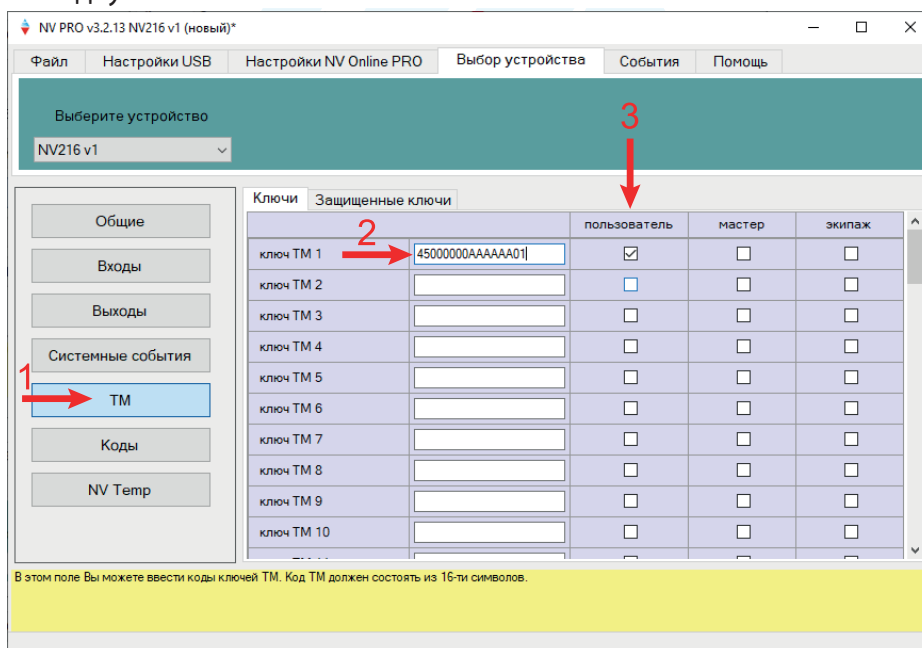 NV PRO v3.2.13 NV216 v1 (новый)*
Файл Настройки USB Настройки NV Online PRO Выбор устройства События Помощь
Выберите устройство
3
NV216 v1
Ключи Защищенные ключи
Общие
пользователь мастер экипаж
2
ключ ТМ 1 45000000AAAAAA01
Входы
ключ ТМ 2
Выходы
ключ ТМ 3
Системные события
ключ ТМ 4
1
ключ ТМ 5
ТМ
ключ ТМ 6
Коды
ключ ТМ 7
ключ ТМ 8
NV Temp
ключ ТМ 9
ключ ТМ 10
В этом поле Вы можете ввести коды ключей ТМ. Код ТМ должен состоять из 16-ти символов.